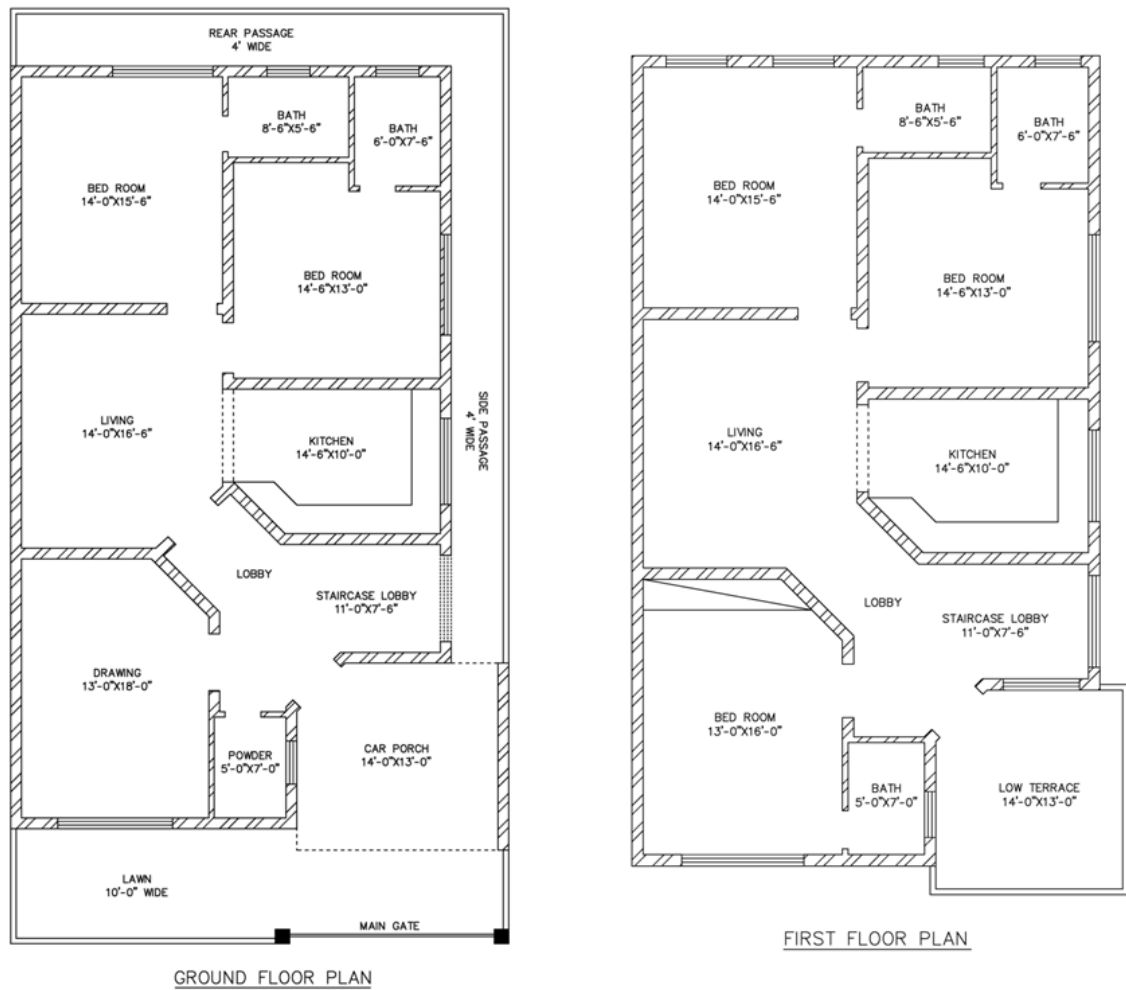 REAR PASSAGE
4' WIDE
BATH
8'-6"X5'-6"
BATH
6'-0"X7'-6"
BED ROOM
14'-0"X15'-6"
BED ROOM
14'-6"X13'-0"
LIVING
14'-0"X16'-6"
KITCHEN
14'-6"X10'-0"
SIDE PASSAGE
4' WIDE
LOBBY
STAIRCASE LOBBY
11'-0"X7'-6"
DRAWING
13'-0"X18'-0"
POWDER
5'-0"X7'-0"
CAR PORCH
14'-0"X13'-0"
LAWN
10'-0" WIDE
MAIN GATE
GROUND FLOOR PLAN
BATH
8'-6"X5'-6"
BATH
6'-0"X7'-6"
BED ROOM
14'-0"X15'-6"
BED ROOM
14'-6"X13'-0"
LIVING
14'-0"X16'-6"
KITCHEN
14'-6"X10'-0"
LOBBY
STAIRCASE LOBBY
11'-0"X7'-6"
BED ROOM
13'-0"X16'-0"
BATH
5'-0"X7'-0"
LOW TERRACE
14'-0"X13'-0"
FIRST FLOOR PLAN